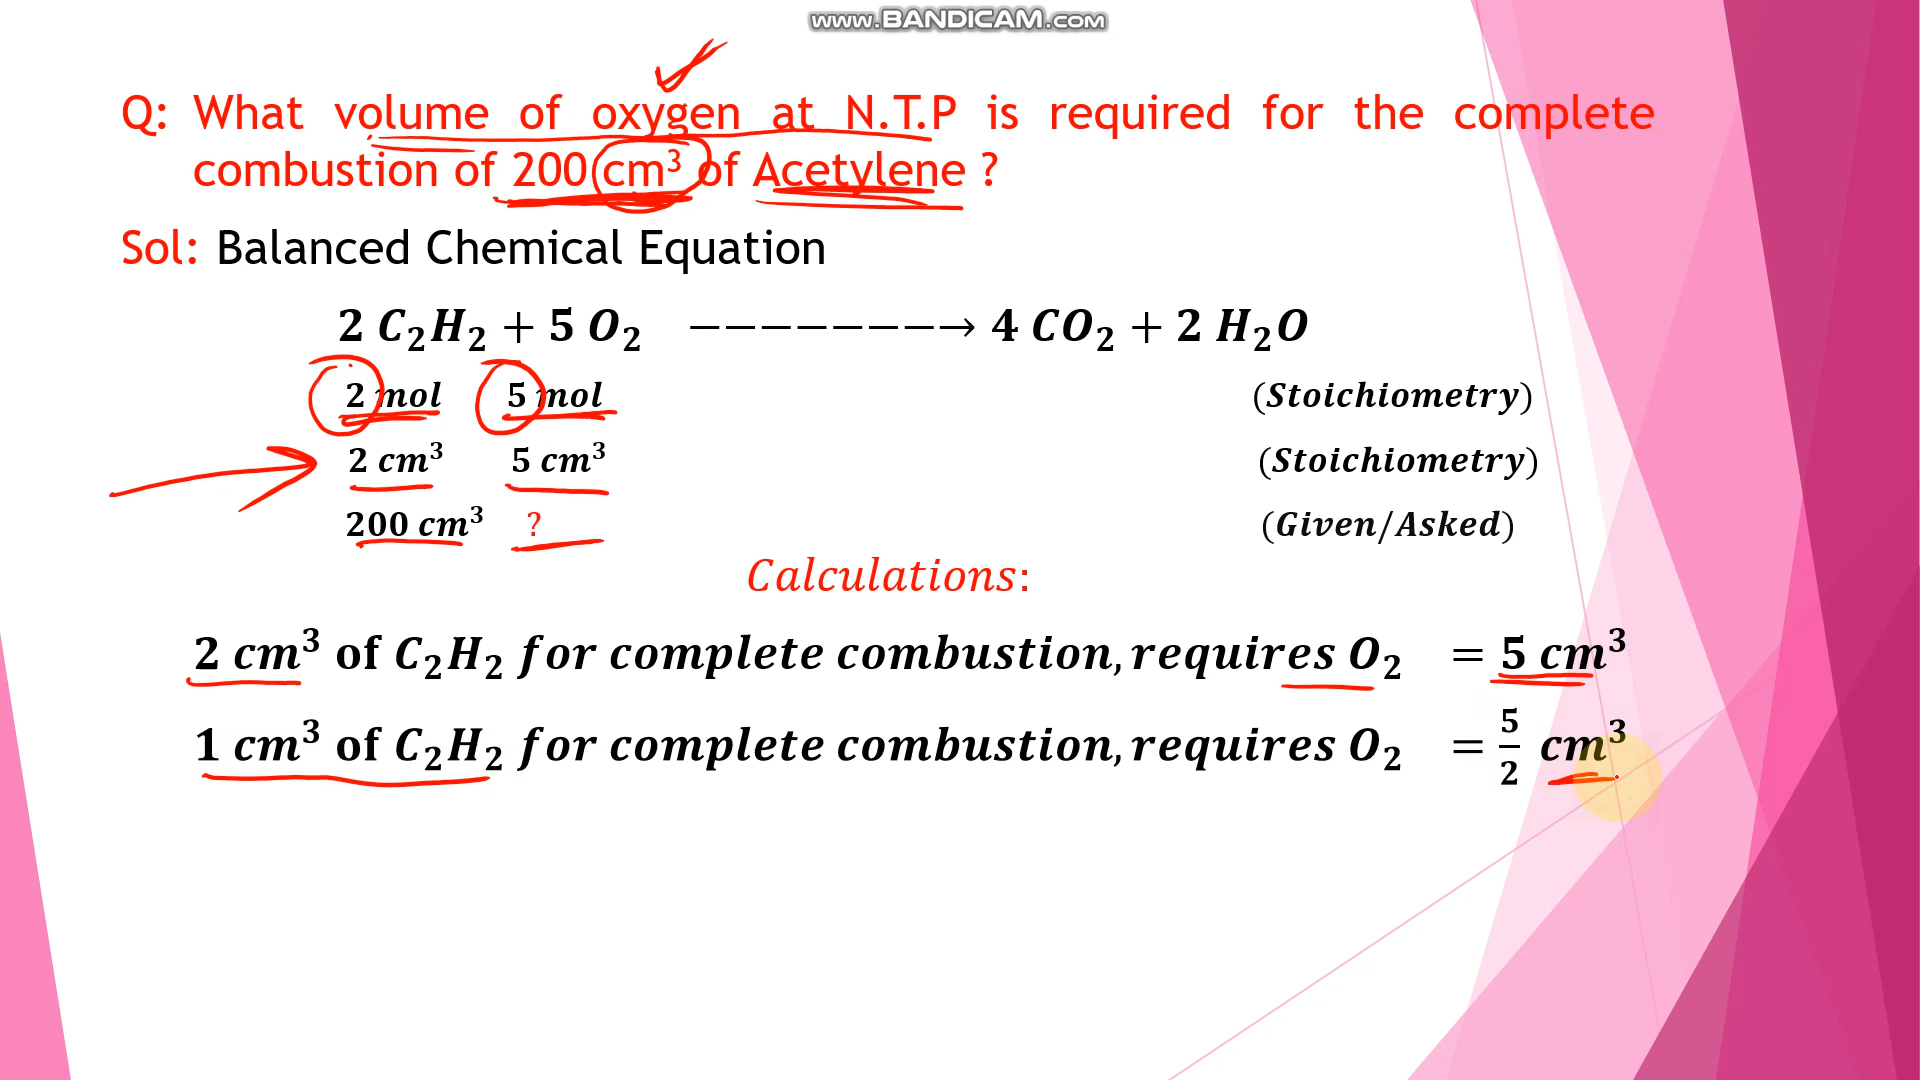 www.BANDICAM.com
Q: What volume of oxygen at N.T.P is required for the complete
combustion of 200 cm³ of Acetylene ?
Sol: Balanced Chemical Equation
2 C₂H₂ + 5 O₂ −−−−−−−−→ 4 CO₂ + 2 H₂O
2 mol 5 mol (Stoichiometry)
2 cm³ 5 cm³ (Stoichiometry)
200 cm³ ? (Given/Asked)
Calculations:
2 cm³ of C₂H₂ for complete combustion, requires O₂ = 5 cm³
1 cm³ of C₂H₂ for complete combustion, requires O₂ = 5/2 cm³